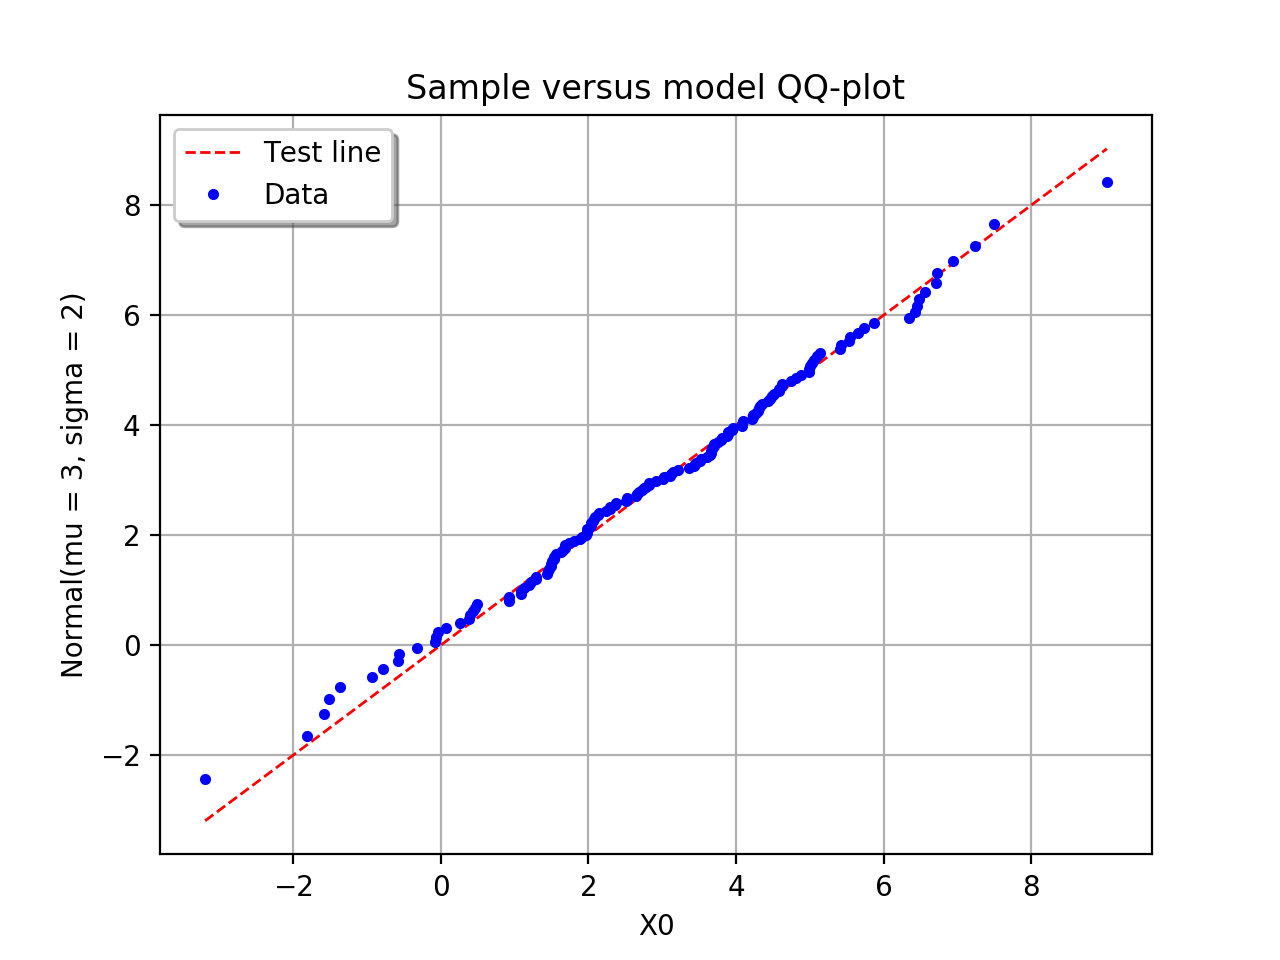 Sample versus model QQ-plot
Test line
Data
Normal(mu = 3, sigma = 2)
8
6
4
2
0
−2
−2 0 2 4 6 8
X0